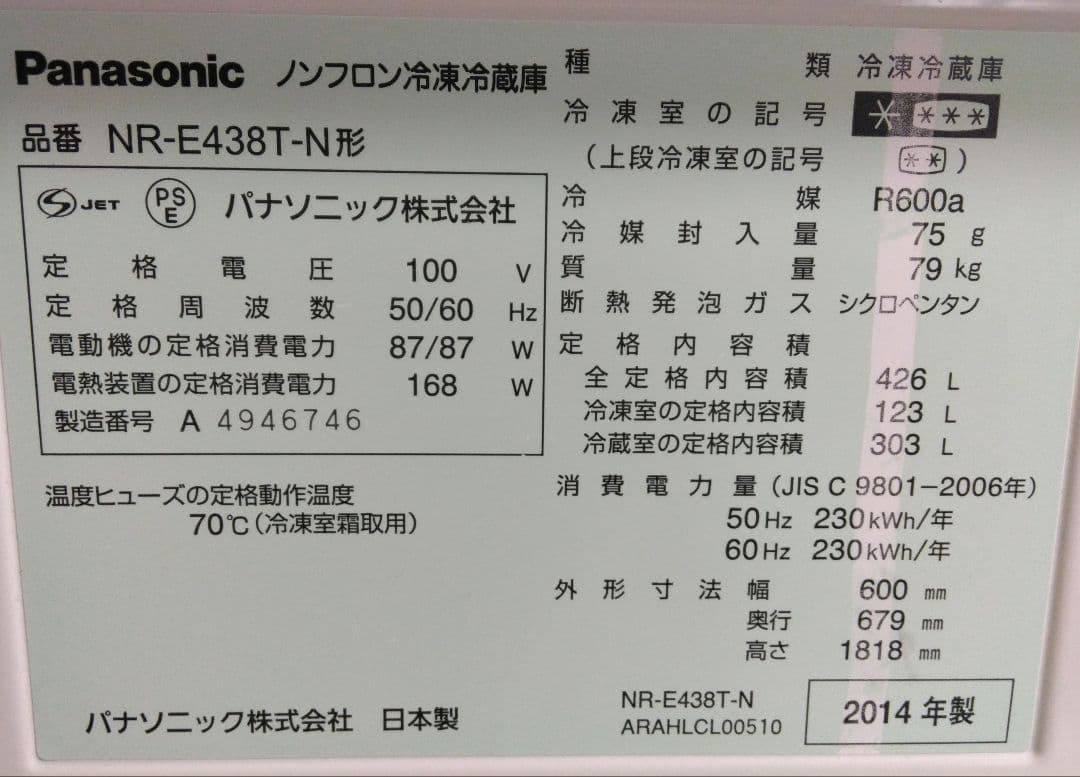 Panasonic ノンフロン冷凍冷蔵庫
品番 NR-E438T-N形
S JET PSE パナソニック株式会社
定格電圧 100 V
定格周波数 50/60 Hz
電動機の定格消費電力 87/87 W
電熱装置の定格消費電力 168 W
製造番号 A 4946746
温度ヒューズの定格動作温度
70℃(冷凍室霜取用)
種類 冷凍冷蔵庫
冷凍室の記号 * ***
(上段冷凍室の記号 **)
冷媒 R600a
冷媒封入量 75 g
質量 79 kg
断熱発泡ガス シクロペンタン
定格内容積
全定格内容積 426 L
冷凍室の定格内容積 123 L
冷蔵室の定格内容積 303 L
消費電力量(JIS C 9801-2006年)
50Hz 230kWh/年
60Hz 230kWh/年
外形寸法 幅 600 mm
奥行 679 mm
高さ 1818 mm
パナソニック株式会社 日本製
NR-E438T-N
ARAHLCL00510
2014年製